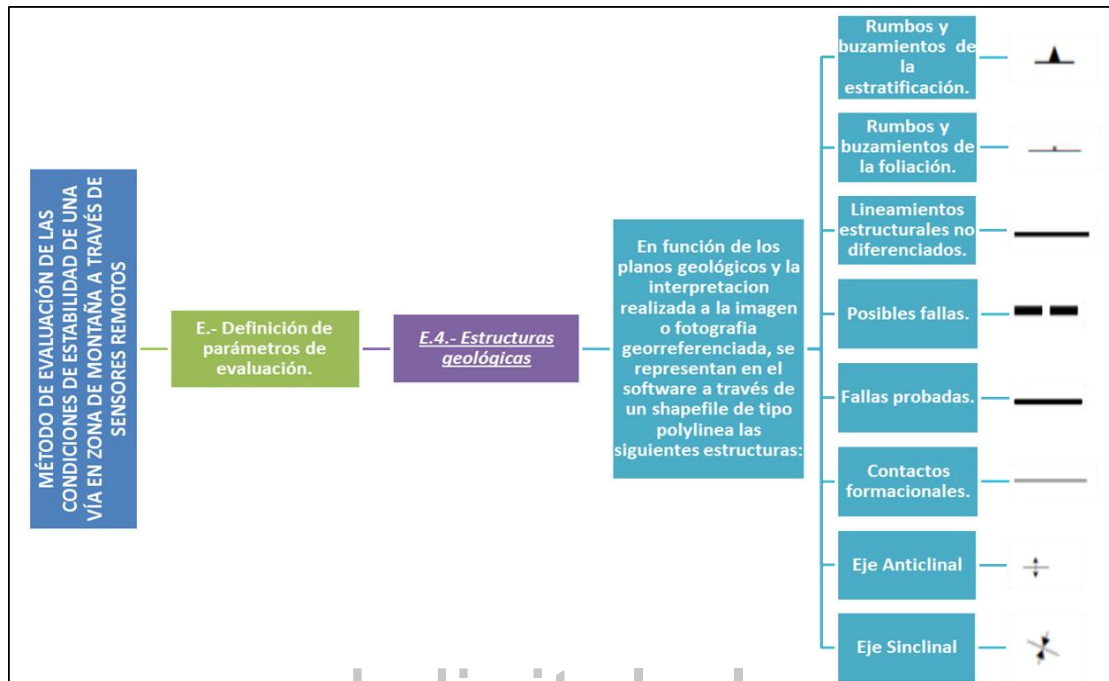 MÉTODO DE EVALUACIÓN DE LAS
CONDICIONES DE ESTABILIDAD DE UNA
VÍA EN ZONA DE MONTAÑA A TRAVÉS DE
SENSORES REMOTOS
E.- Definición de
parámetros de
evaluación.
E.4.- Estructuras
geológicas
En función de los
planos geológicos y la
interpretacion
realizada a la imagen
o fotografia
georreferenciada, se
representan en el
software a través de
un shapefile de tipo
polylinea las
siguientes estructuras:
Rumbos y
buzamientos de
la
estratificación.
Rumbos y
buzamientos de
la foliación.
Lineamientos
estructurales no
diferenciados.
Posibles fallas.
Fallas probadas.
Contactos
formacionales.
Eje Anticlinal
Eje Sinclinal